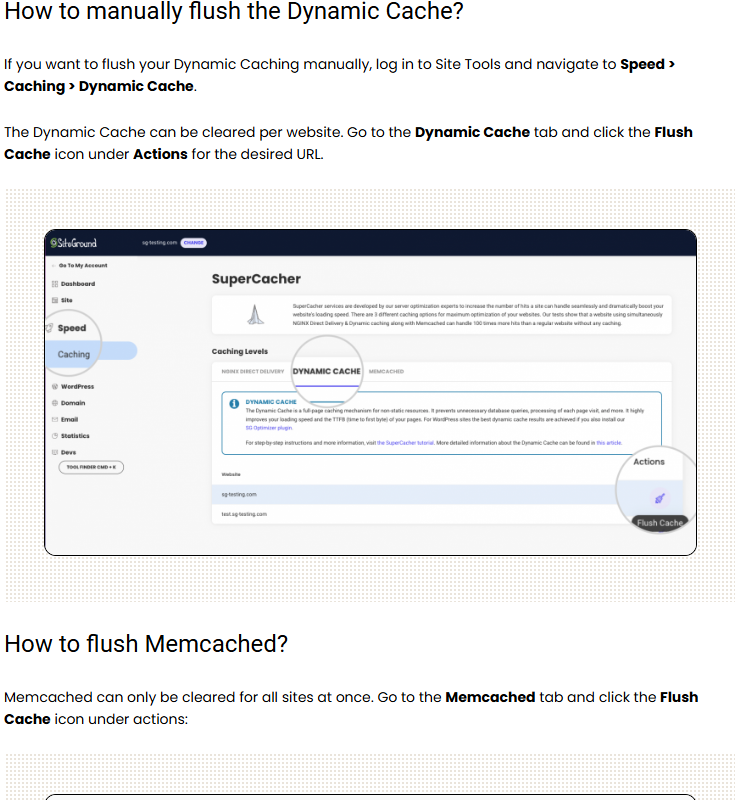 How to manually flush the Dynamic Cache?
If you want to flush your Dynamic Caching manually, log in to Site Tools and navigate to Speed >
Caching > Dynamic Cache.
The Dynamic Cache can be cleared per website. Go to the Dynamic Cache tab and click the Flush
Cache icon under Actions for the desired URL.
SiteGround
sg-testing.com CHANGE
Go To My Account
Dashboard
Site
Speed
Caching
WordPress
Domain
Email
Statistics
Devs
TOOL FINDER CMD + K
SuperCacher
SuperCacher services are developed by our server optimization experts to increase the number of hits a site can handle seamlessly and dramatically boost your
website's loading speed. There are 3 different caching options for maximum optimization of your websites. Our tests show that a website using simultaneously
NGINX Direct Delivery & Dynamic caching along with Memcached can handle 100 times more hits than a regular website without any caching.
Caching Levels
NGINX DIRECT DELIVERY DYNAMIC CACHE MEMCACHED
DYNAMIC CACHE
The Dynamic Cache is a full-page caching mechanism for non-static resources. It prevents unnecessary database queries, processing of each page visit, and more. It highly
improves your loading speed and the TTFB (time to first byte) of your pages. For WordPress sites the best dynamic cache results are achieved if you also install our
SG Optimizer plugin.
For step-by-step instructions and more information, visit the SuperCacher tutorial. More detailed information about the Dynamic Cache can be found in this article.
Website
Actions
sg-testing.com
Flush Cache
test.sg-testing.com
How to flush Memcached?
Memcached can only be cleared for all sites at once. Go to the Memcached tab and click the Flush
Cache icon under actions: